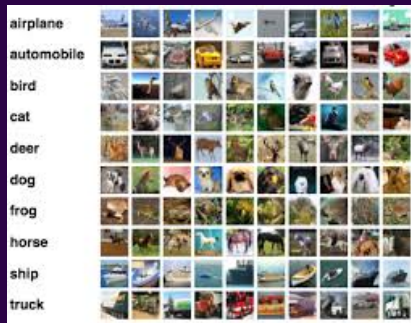 airplane
automobile
bird
cat
deer
dog
frog
horse
ship
truck